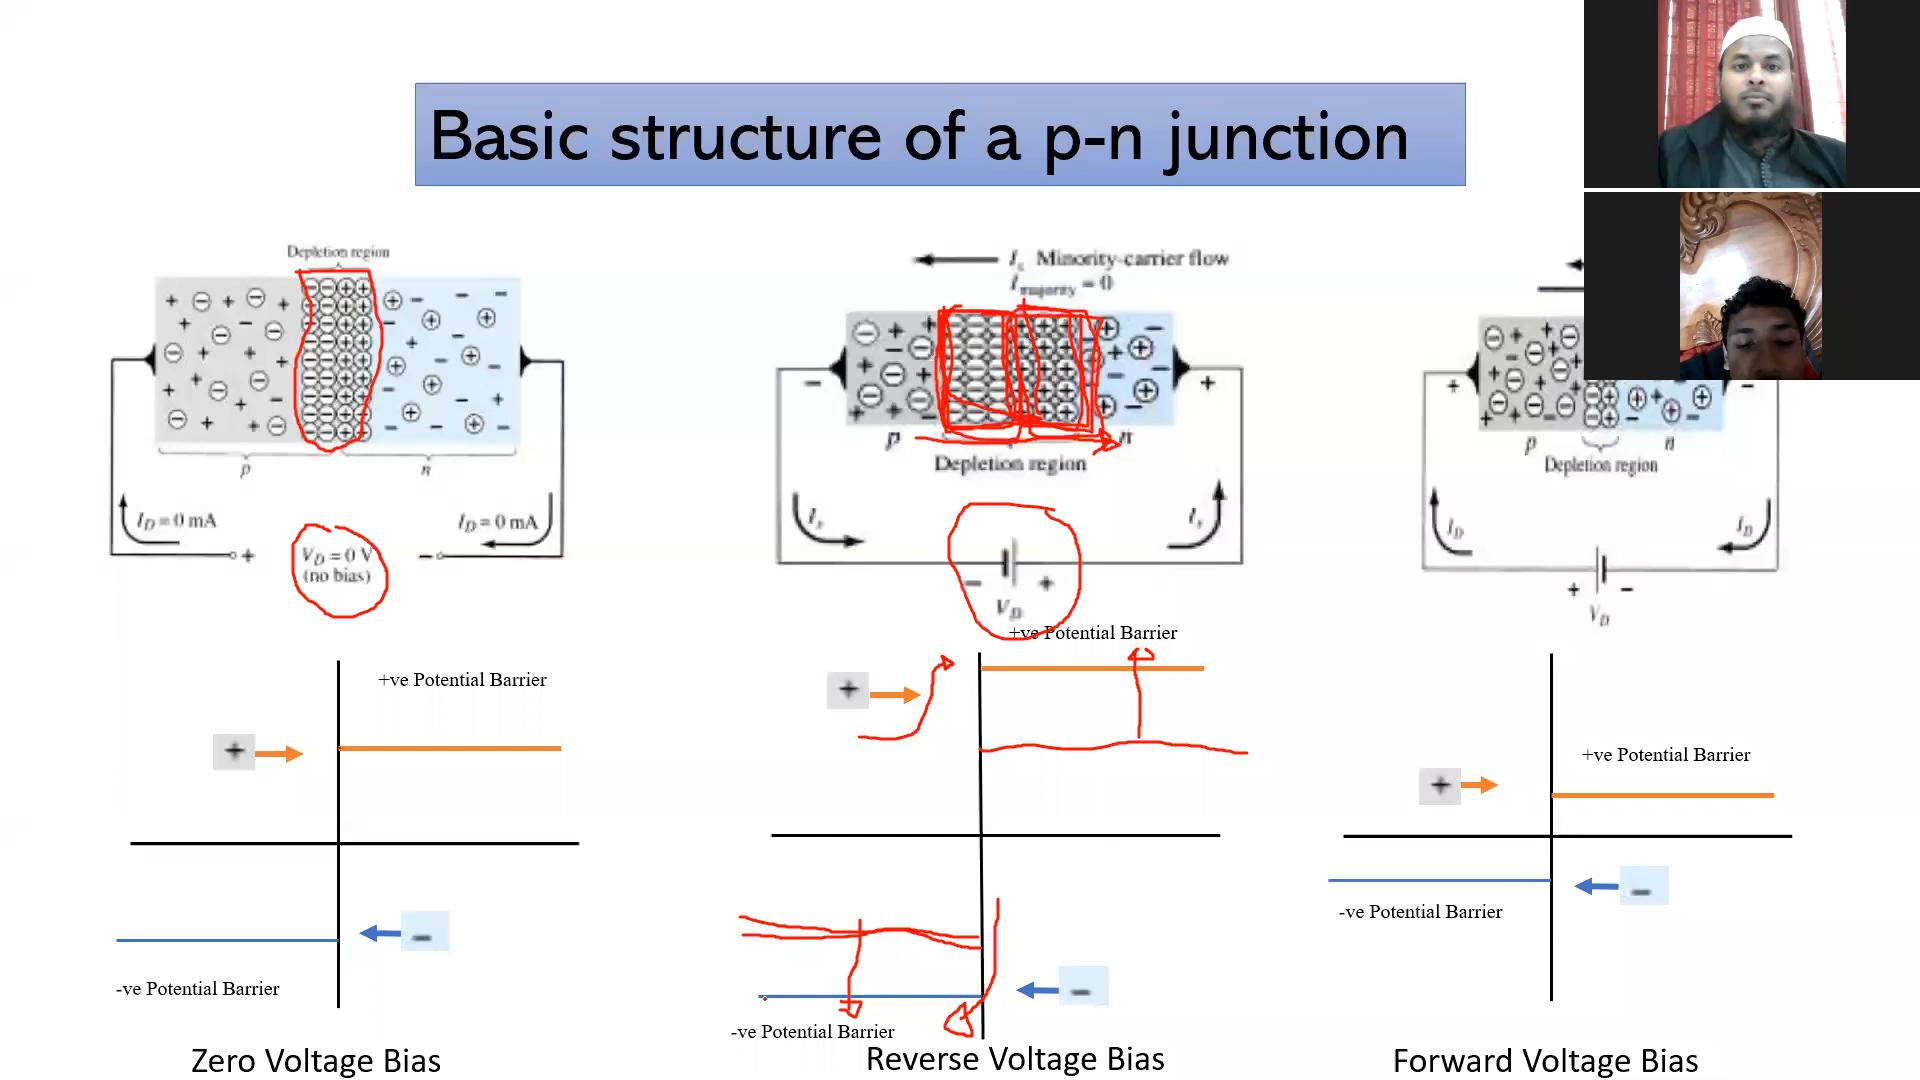 Basic structure of a p-n junction
Depletion region
p
n
I_D = 0 mA
I_D = 0 mA
+
V_D = 0 V
(no bias)
−
I_s Minority-carrier flow
I_majority = 0
−
+
p
n
Depletion region
I_s
I_s
−
+
V_D
+
−
p
n
Depletion region
I_D
I_D
+
−
V_D
+ve Potential Barrier
+
−
-ve Potential Barrier
Zero Voltage Bias
+ve Potential Barrier
+
−
-ve Potential Barrier
Reverse Voltage Bias
+ve Potential Barrier
+
−
-ve Potential Barrier
Forward Voltage Bias